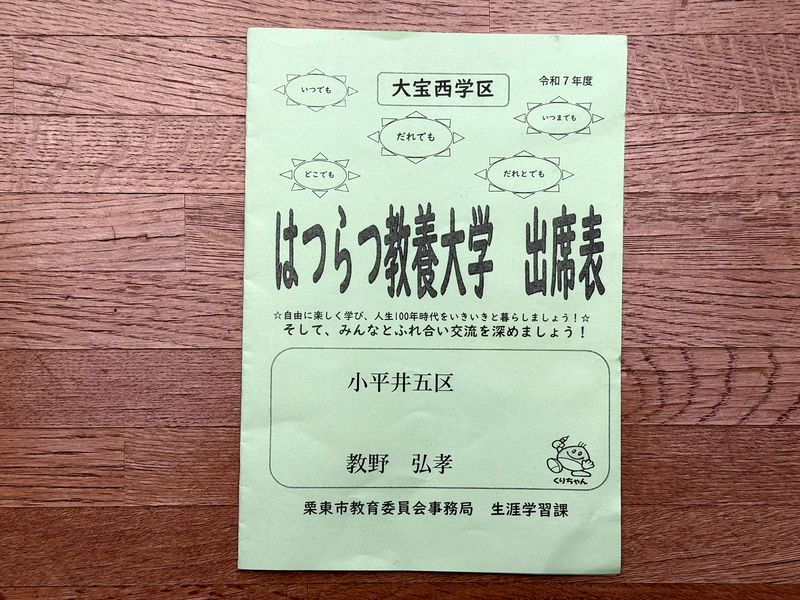 大宝西学区
令和7年度
いつでも
いつまでも
だれでも
どこでも
だれとでも
はつらつ教養大学 出席表
☆自由に楽しく学び、人生100年時代をいきいきと暮らしましょう！☆
そして、みんなとふれ合い交流を深めましょう！
小平井五区
教野 弘孝
くりちゃん
栗東市教育委員会事務局 生涯学習課